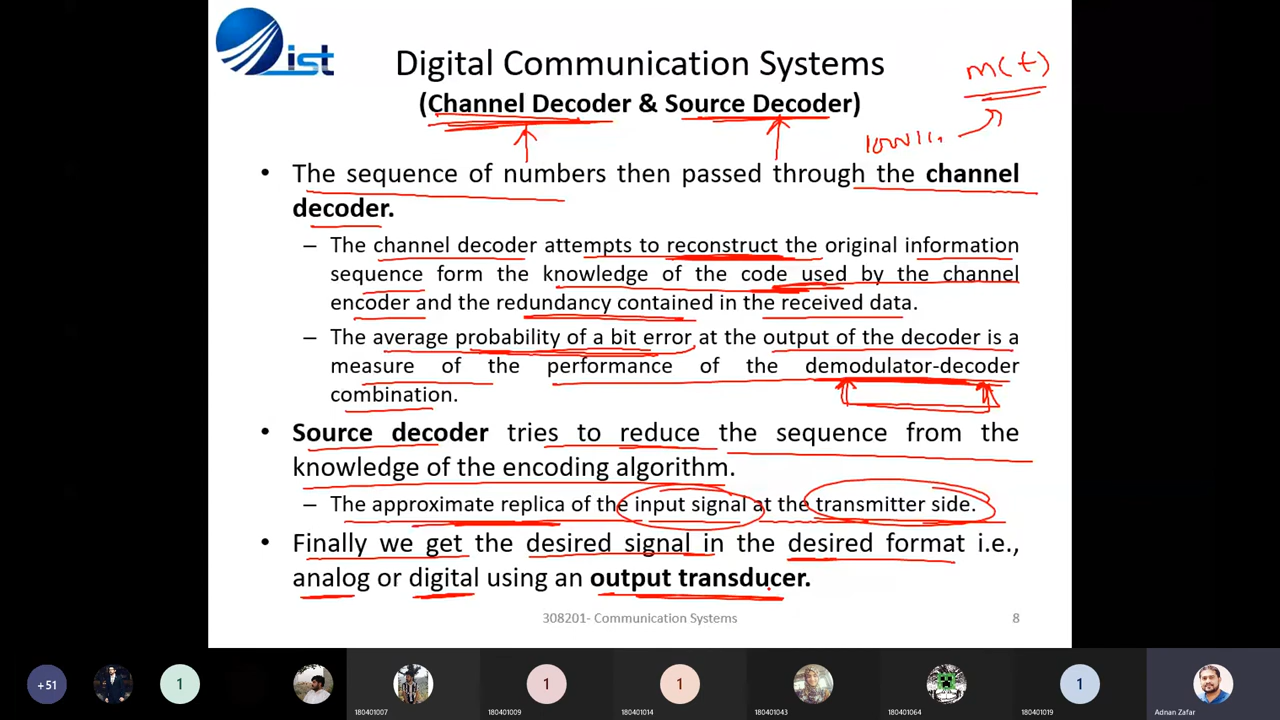 ist
Digital Communication Systems
m(t)
(Channel Decoder & Source Decoder)
• The sequence of numbers then passed through the channel
decoder.
– The channel decoder attempts to reconstruct the original information
sequence form the knowledge of the code used by the channel
encoder and the redundancy contained in the received data.
– The average probability of a bit error at the output of the decoder is a
measure of the performance of the demodulator-decoder
combination.
• Source decoder tries to reduce the sequence from the
knowledge of the encoding algorithm.
– The approximate replica of the input signal at the transmitter side.
• Finally we get the desired signal in the desired format i.e.,
analog or digital using an output transducer.
308201- Communication Systems
8
+51
1
1
1
1
180401007
180401009
180401014
180401043
180401064
180401019
Adnan Zafar